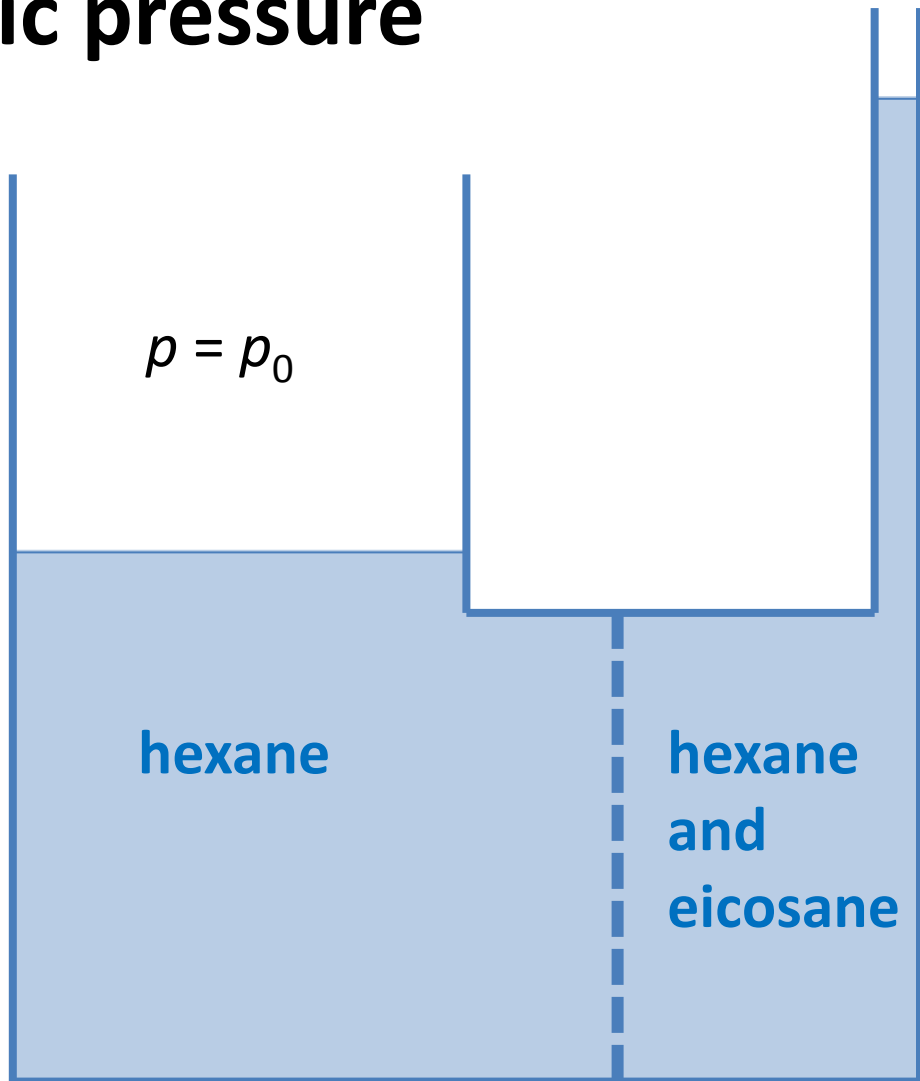 ic pressure
p = p₀
hexane
hexane
and
eicosane